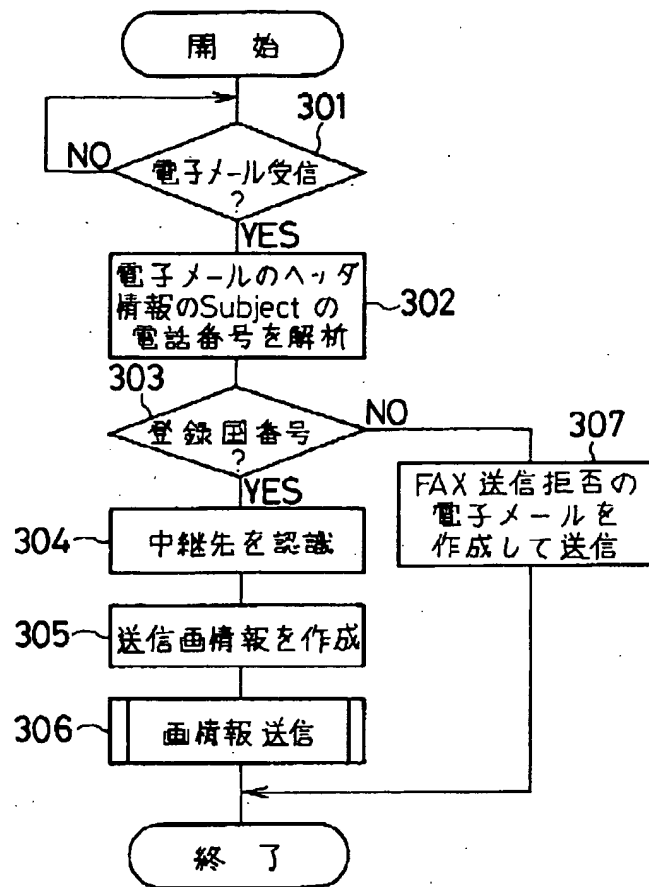 開始
301
NO
電子メール受信
?
YES
電子メールのヘッダ
情報のSubjectの
電話番号を解析
302
303
登録国番号
?
NO
YES
307
FAX送信拒否の
電子メールを
作成して送信
304
中継先を認識
305
送信画情報を作成
306
画情報送信
終了